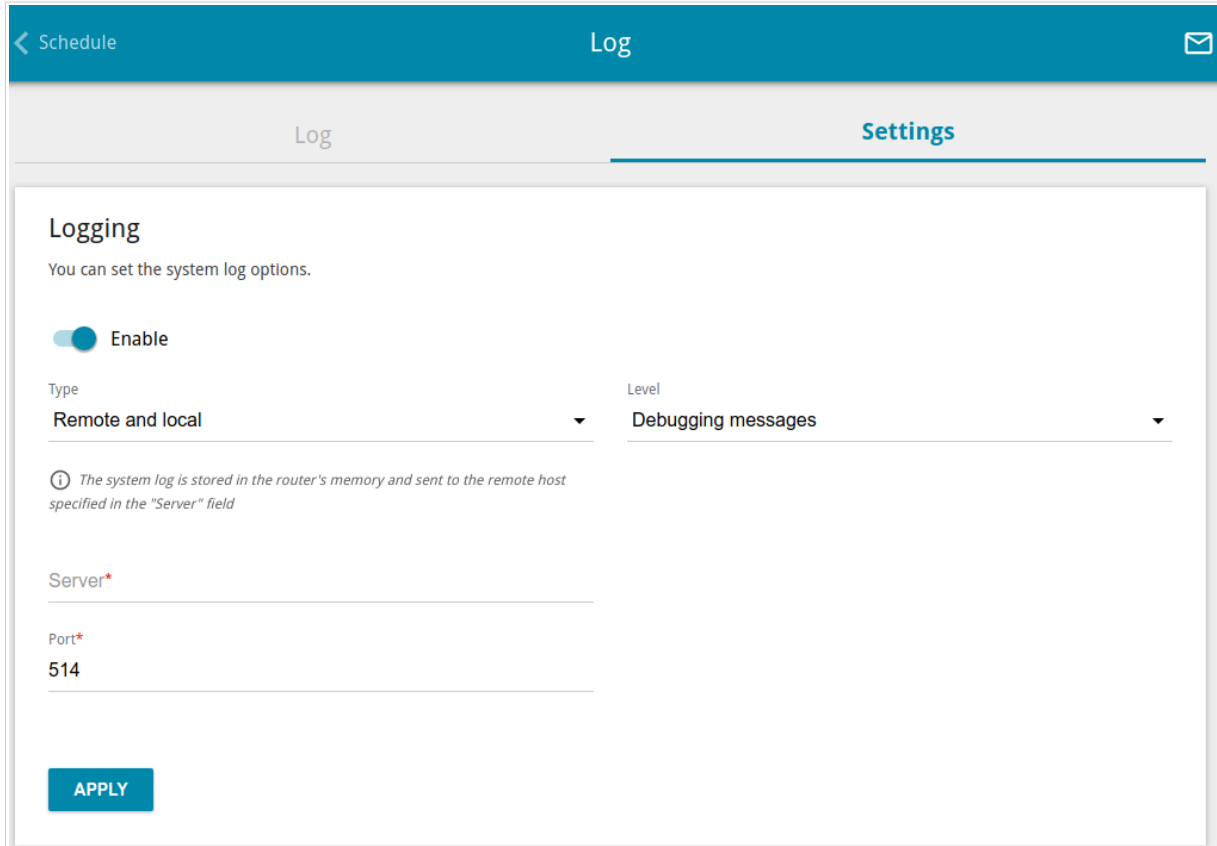 Schedule
Log
Log
Settings
Logging
You can set the system log options.
Enable
Type
Remote and local
Level
Debugging messages
The system log is stored in the router's memory and sent to the remote host
specified in the "Server" field
Server*
Port*
514
APPLY